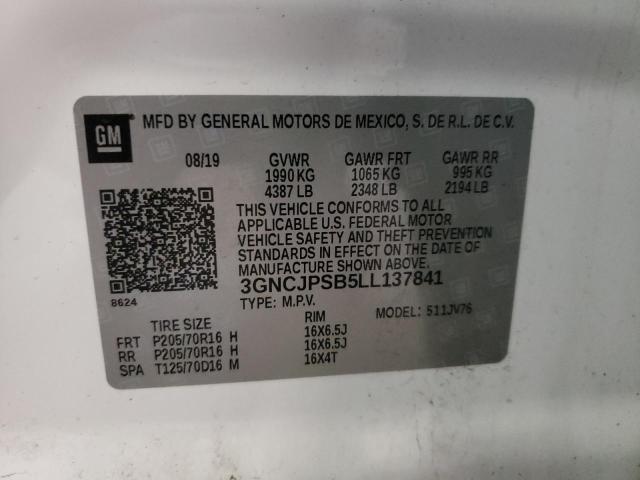 GM
MFD BY GENERAL MOTORS DE MEXICO, S. DE R.L. DE C.V.
08/19 GVWR GAWR FRT GAWR RR
1990 KG 1065 KG 995 KG
4387 LB 2348 LB 2194 LB
THIS VEHICLE CONFORMS TO ALL
APPLICABLE U.S. FEDERAL MOTOR
VEHICLE SAFETY AND THEFT PREVENTION
STANDARDS IN EFFECT ON THE DATE OF
MANUFACTURE SHOWN ABOVE.
3GNCJPSB5LL137841
8624
TYPE: M.P.V. MODEL: 511JV76
TIRE SIZE RIM
FRT P205/70R16 H 16X6.5J
RR P205/70R16 H 16X6.5J
SPA T125/70D16 M 16X4T